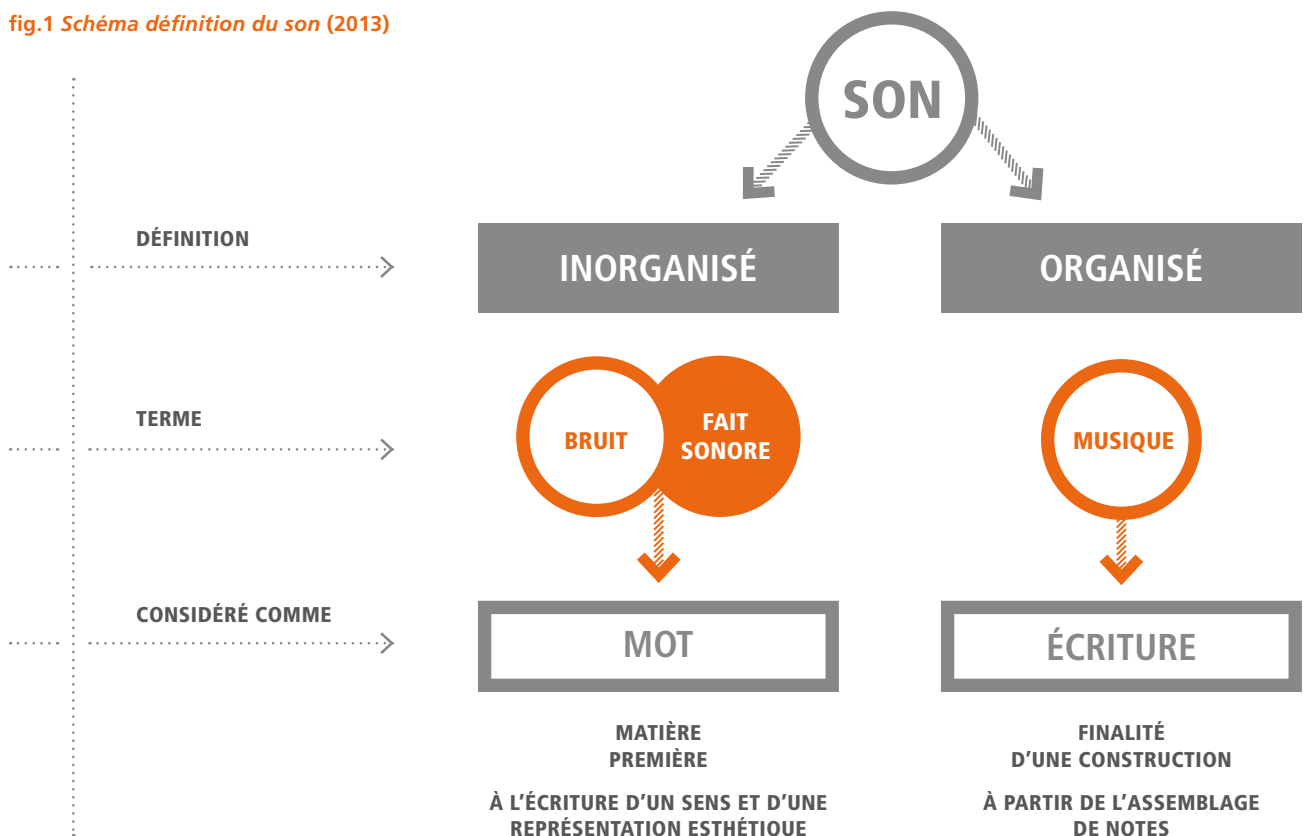 fig.1 Schéma définition du son (2013)
SON
DÉFINITION
INORGANISÉ
ORGANISÉ
TERME
BRUIT
FAIT
SONORE
MUSIQUE
CONSIDÉRÉ COMME
MOT
ÉCRITURE
MATIÈRE
PREMIÈRE
À L’ÉCRITURE D’UN SENS ET D’UNE
REPRÉSENTATION ESTHÉTIQUE
FINALITÉ
D’UNE CONSTRUCTION
À PARTIR DE L’ASSEMBLAGE
DE NOTES